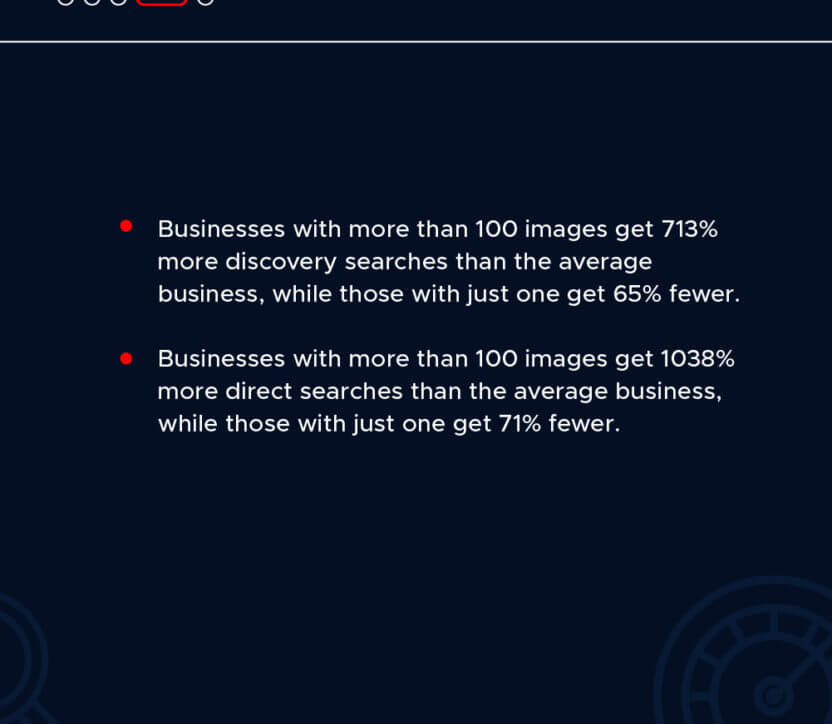 Businesses with more than 100 images get 713%
more discovery searches than the average
business, while those with just one get 65% fewer.
Businesses with more than 100 images get 1038%
more direct searches than the average business,
while those with just one get 71% fewer.